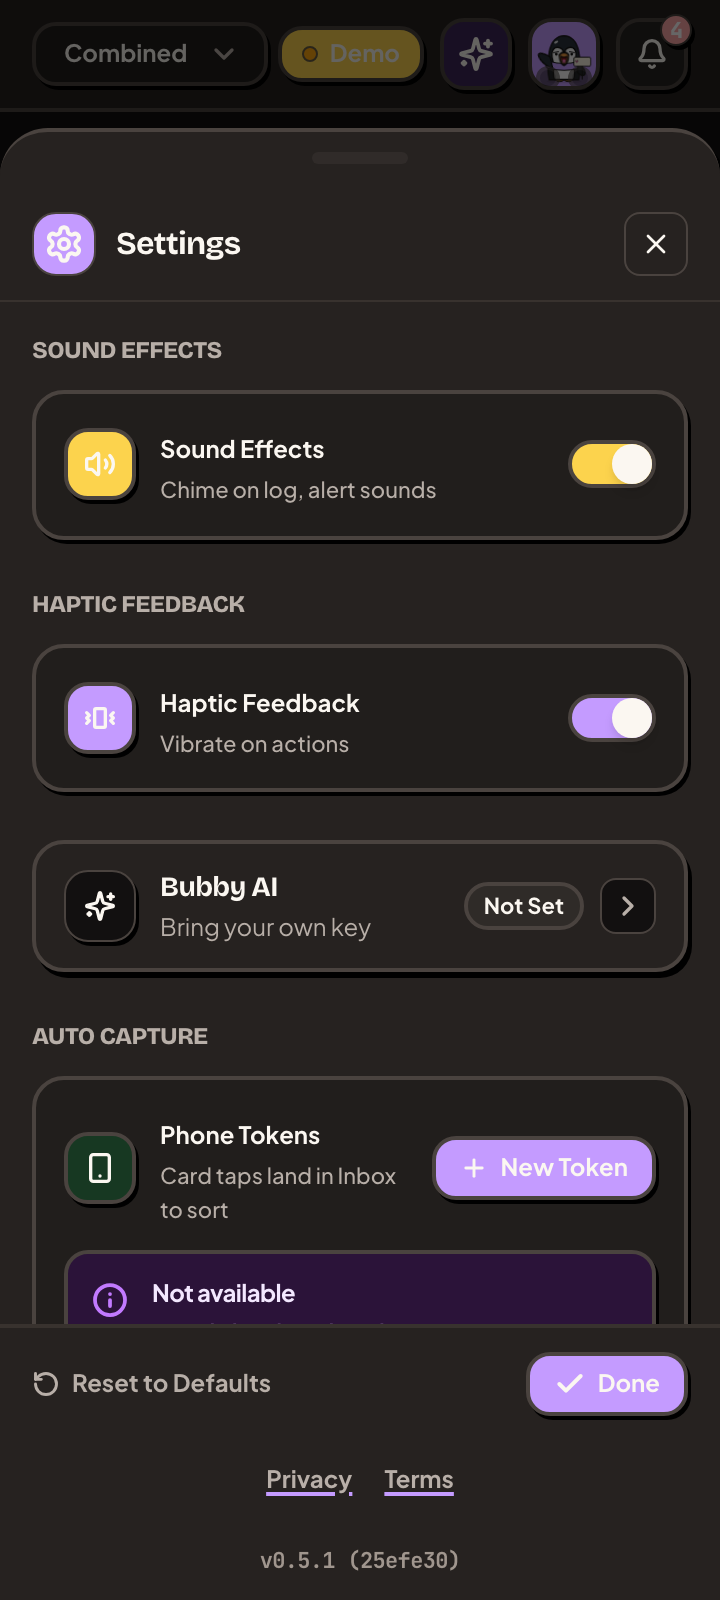 Combined
Demo
4
Settings
SOUND EFFECTS
Sound Effects
Chime on log, alert sounds
HAPTIC FEEDBACK
Haptic Feedback
Vibrate on actions
Bubby AI
Bring your own key
Not Set
AUTO CAPTURE
Phone Tokens
Card taps land in Inbox
to sort
New Token
Not available
Reset to Defaults
Done
Privacy
Terms
v0.5.1 (25efe30)